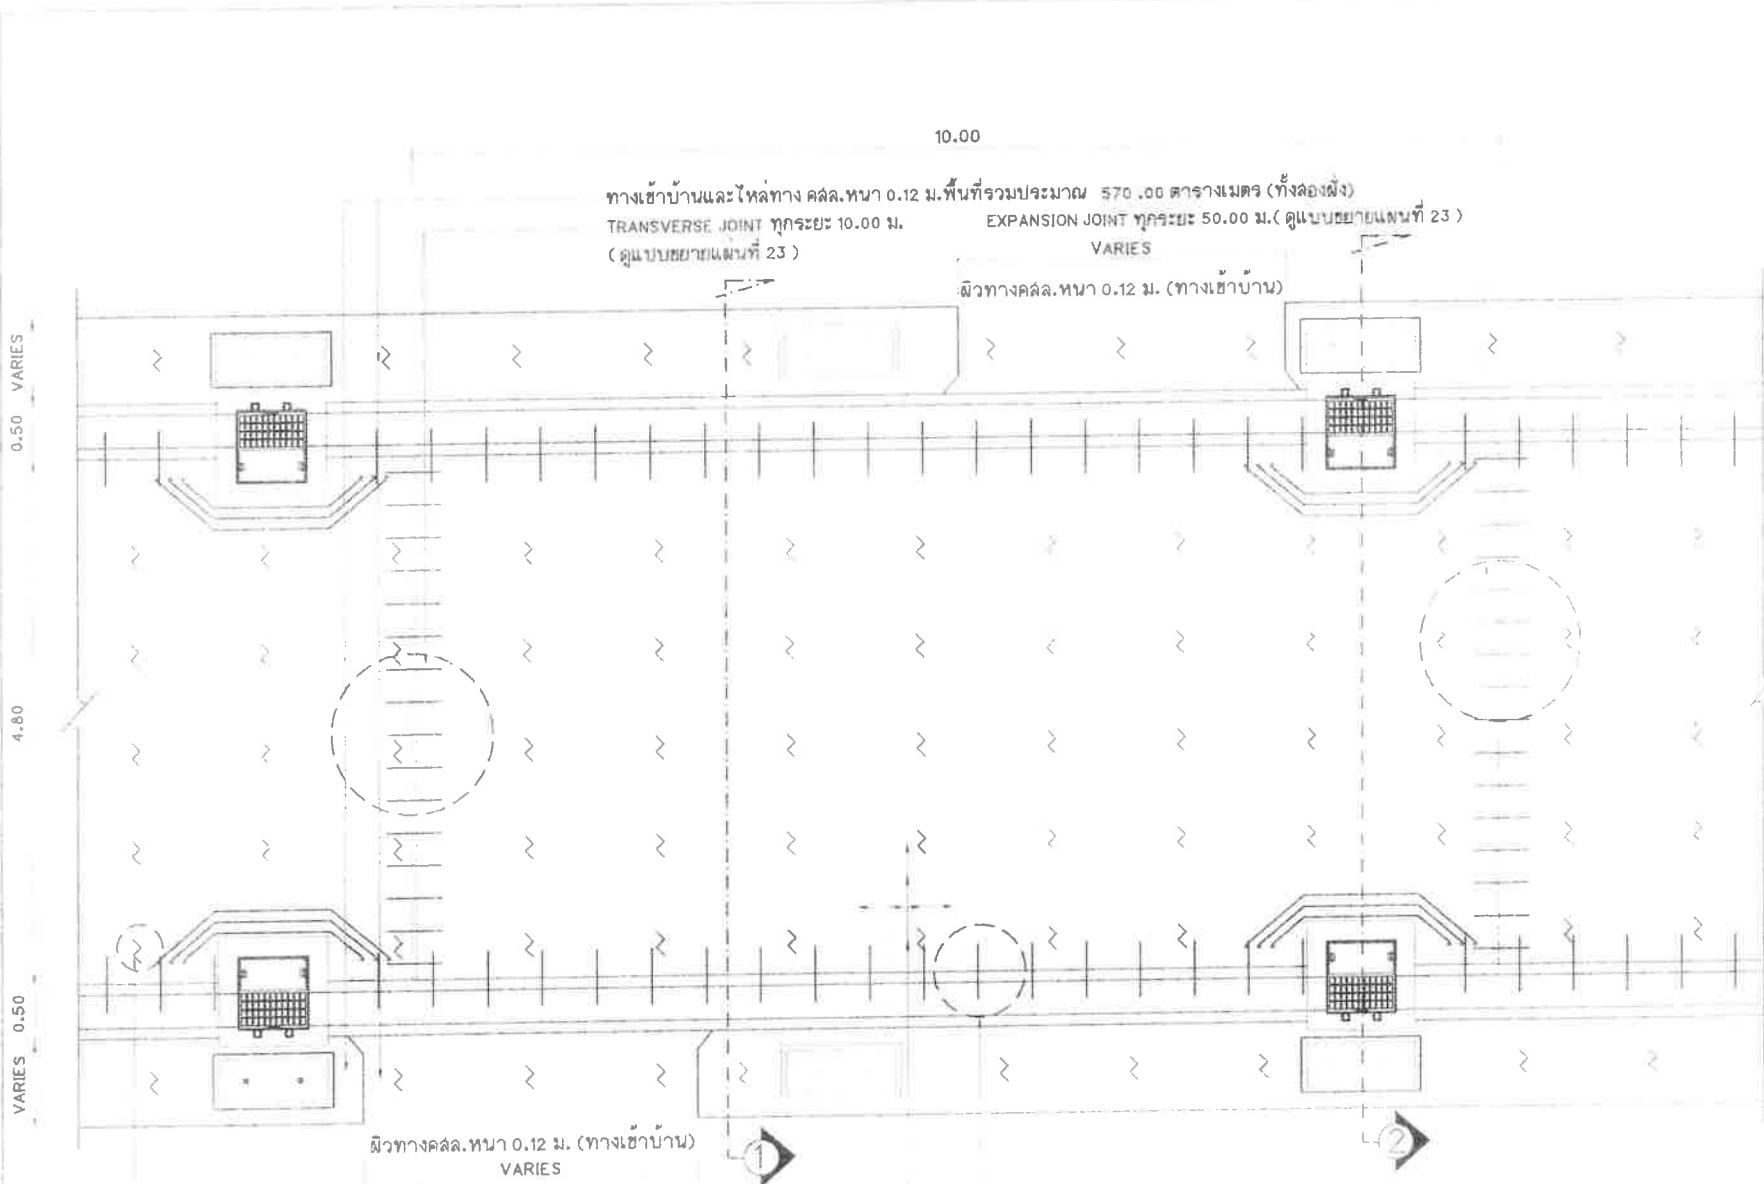 10.00
ทางเข้าบ้านและไหล่ทาง คสล.หนา 0.12 ม.พื้นที่รวมประมาณ 570.00 ตารางเมตร (ทั้งสองฝั่ง)
TRANSVERSE JOINT ทุกระยะ 10.00 ม.
EXPANSION JOINT ทุกระยะ 50.00 ม.( ดูแบบขยายแผ่นที่ 23 )
( ดูแบบขยายแผ่นที่ 23 )
VARIES
ผิวทางคสล.หนา 0.12 ม. (ทางเข้าบ้าน)
VARIES
0.50
4.80
0.50
VARIES
ผิวทางคสล.หนา 0.12 ม. (ทางเข้าบ้าน)
VARIES
1
2